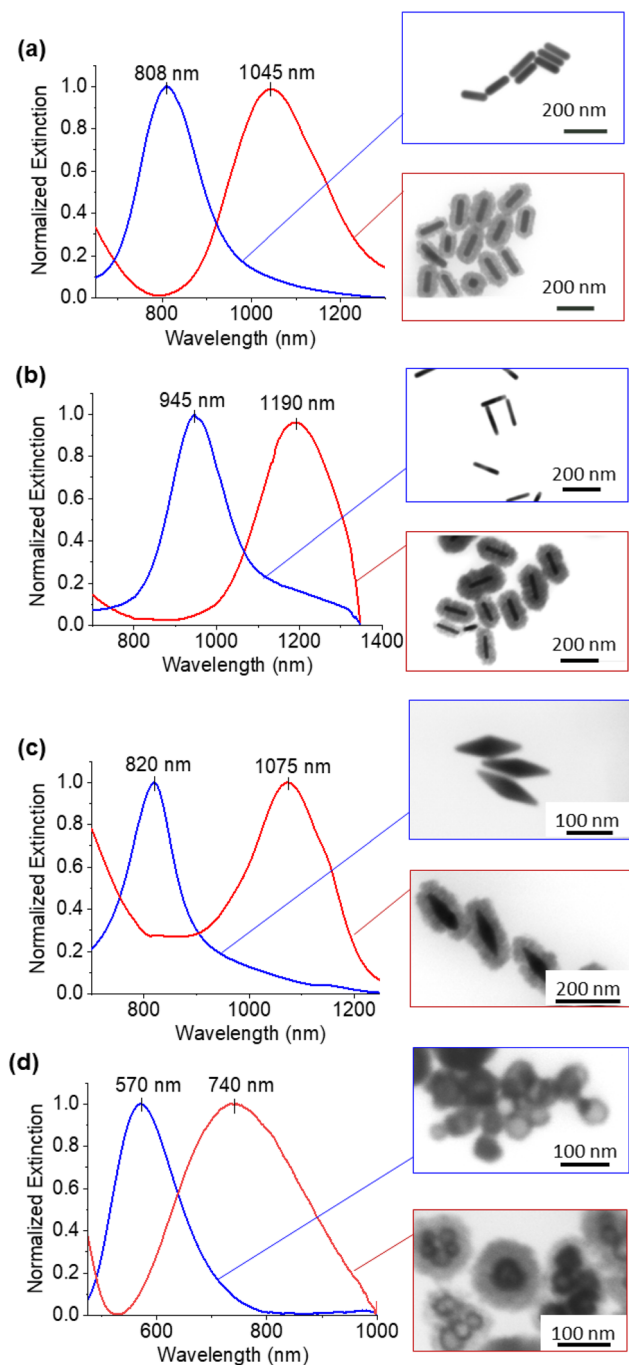 (a)
808 nm
1045 nm
1.0
0.8
0.6
0.4
0.2
0.0
Normalized Extinction
800
1000
1200
Wavelength (nm)
200 nm
200 nm
(b)
945 nm
1190 nm
1.0
0.8
0.6
0.4
0.2
0.0
Normalized Extinction
800
1000
1200
1400
Wavelength (nm)
200 nm
200 nm
(c)
820 nm
1075 nm
1.0
0.8
0.6
0.4
0.2
0.0
Normalized Extinction
800
1000
1200
Wavelength (nm)
100 nm
200 nm
(d)
570 nm
740 nm
1.0
0.8
0.6
0.4
0.2
0.0
Normalized Extinction
600
800
1000
Wavelength (nm)
100 nm
100 nm